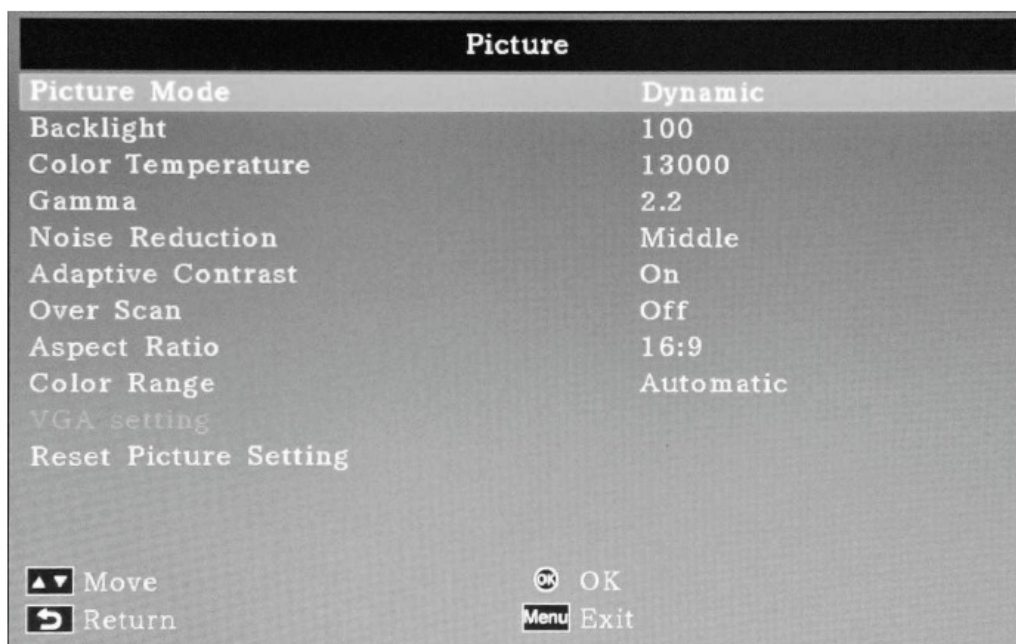 Picture
Picture Mode Dynamic
Backlight 100
Color Temperature 13000
Gamma 2.2
Noise Reduction Middle
Adaptive Contrast On
Over Scan Off
Aspect Ratio 16:9
Color Range Automatic
VGA setting
Reset Picture Setting
Move OK OK
Return Menu Exit